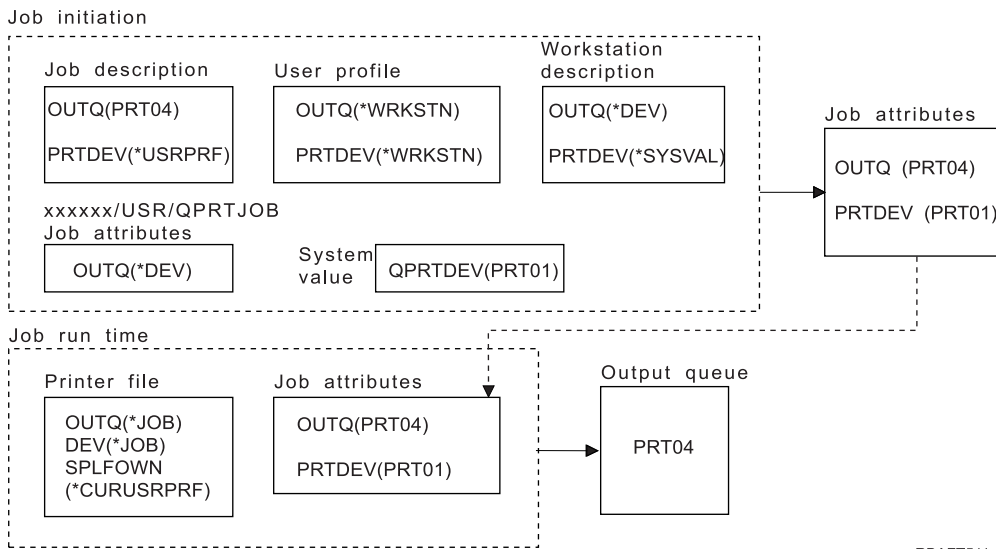 Job initiation
Job description
OUTQ(PRT04)
PRTDEV(*USRPRF)
User profile
OUTQ(*WRKSTN)
PRTDEV(*WRKSTN)
Workstation
description
OUTQ(*DEV)
PRTDEV(*SYSVAL)
Job attributes
OUTQ (PRT04)
PRTDEV (PRT01)
xxxxxx/USR/QPRTJOB
Job attributes
OUTQ(*DEV)
System
value
QPRTDEV(PRT01)
Job run time
Printer file
OUTQ(*JOB)
DEV(*JOB)
SPLFOWN
(*CURUSRPRF)
Job attributes
OUTQ(PRT04)
PRTDEV(PRT01)
Output queue
PRT04